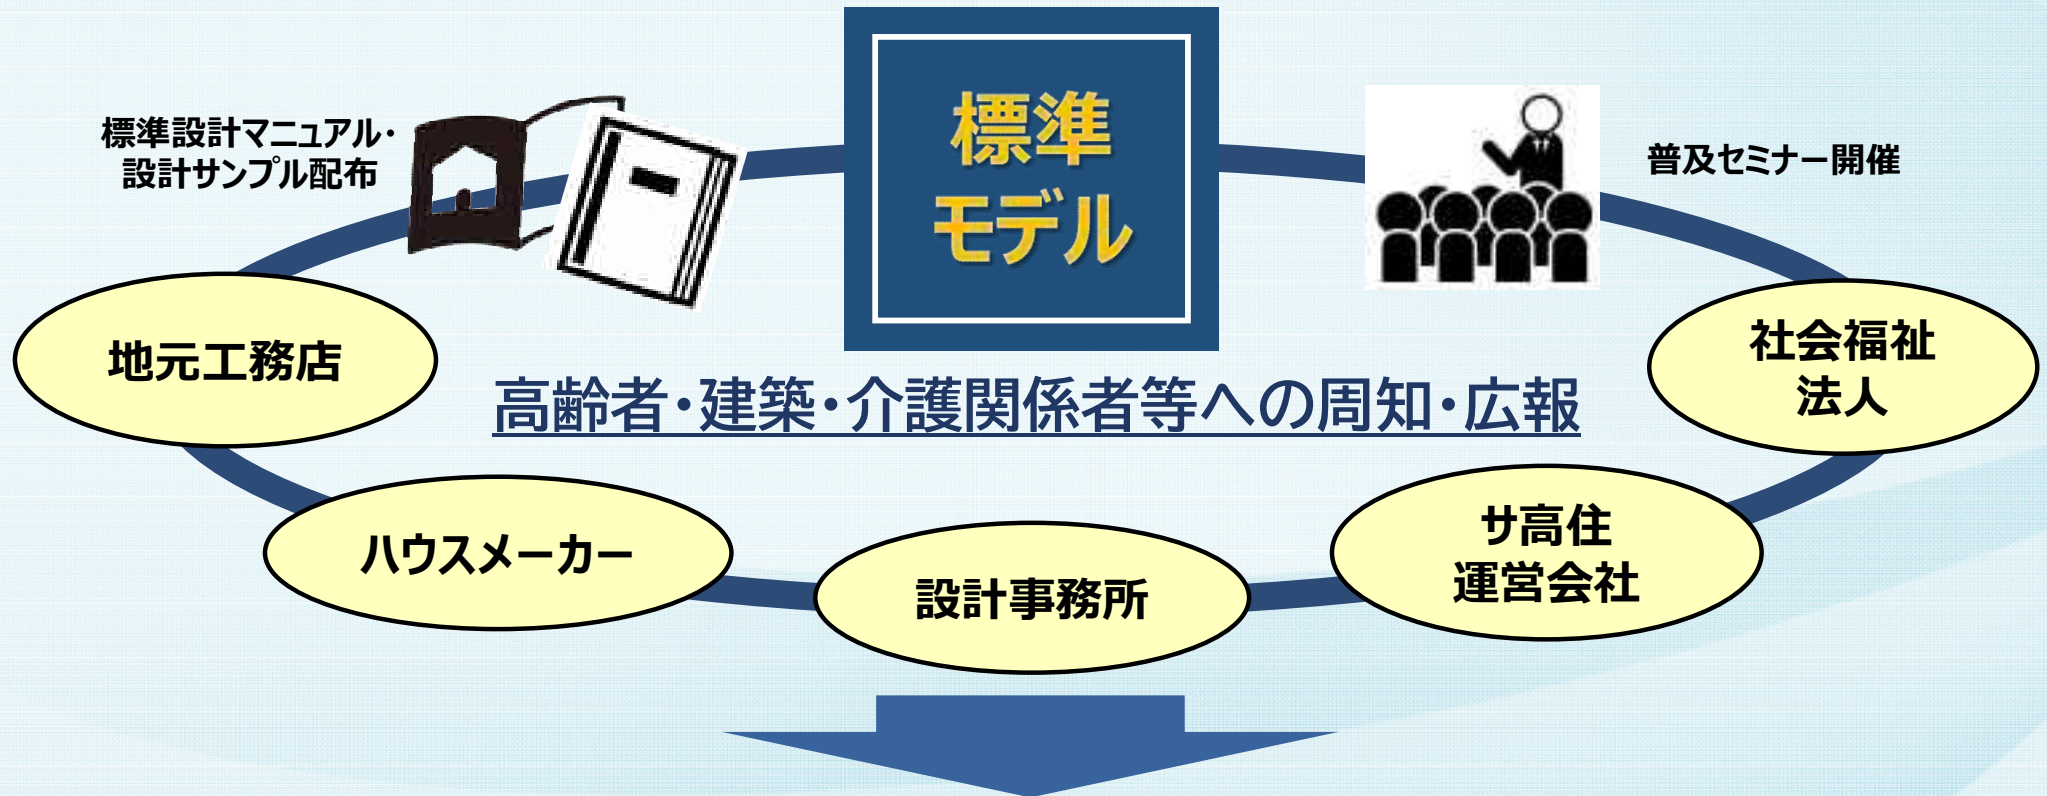 標準
モデル
標準設計マニュアル・
設計サンプル配布
普及セミナー開催
地元工務店
社会福祉
法人
高齢者・建築・介護関係者等への周知・広報
ハウスメーカー
設計事務所
サ高住
運営会社